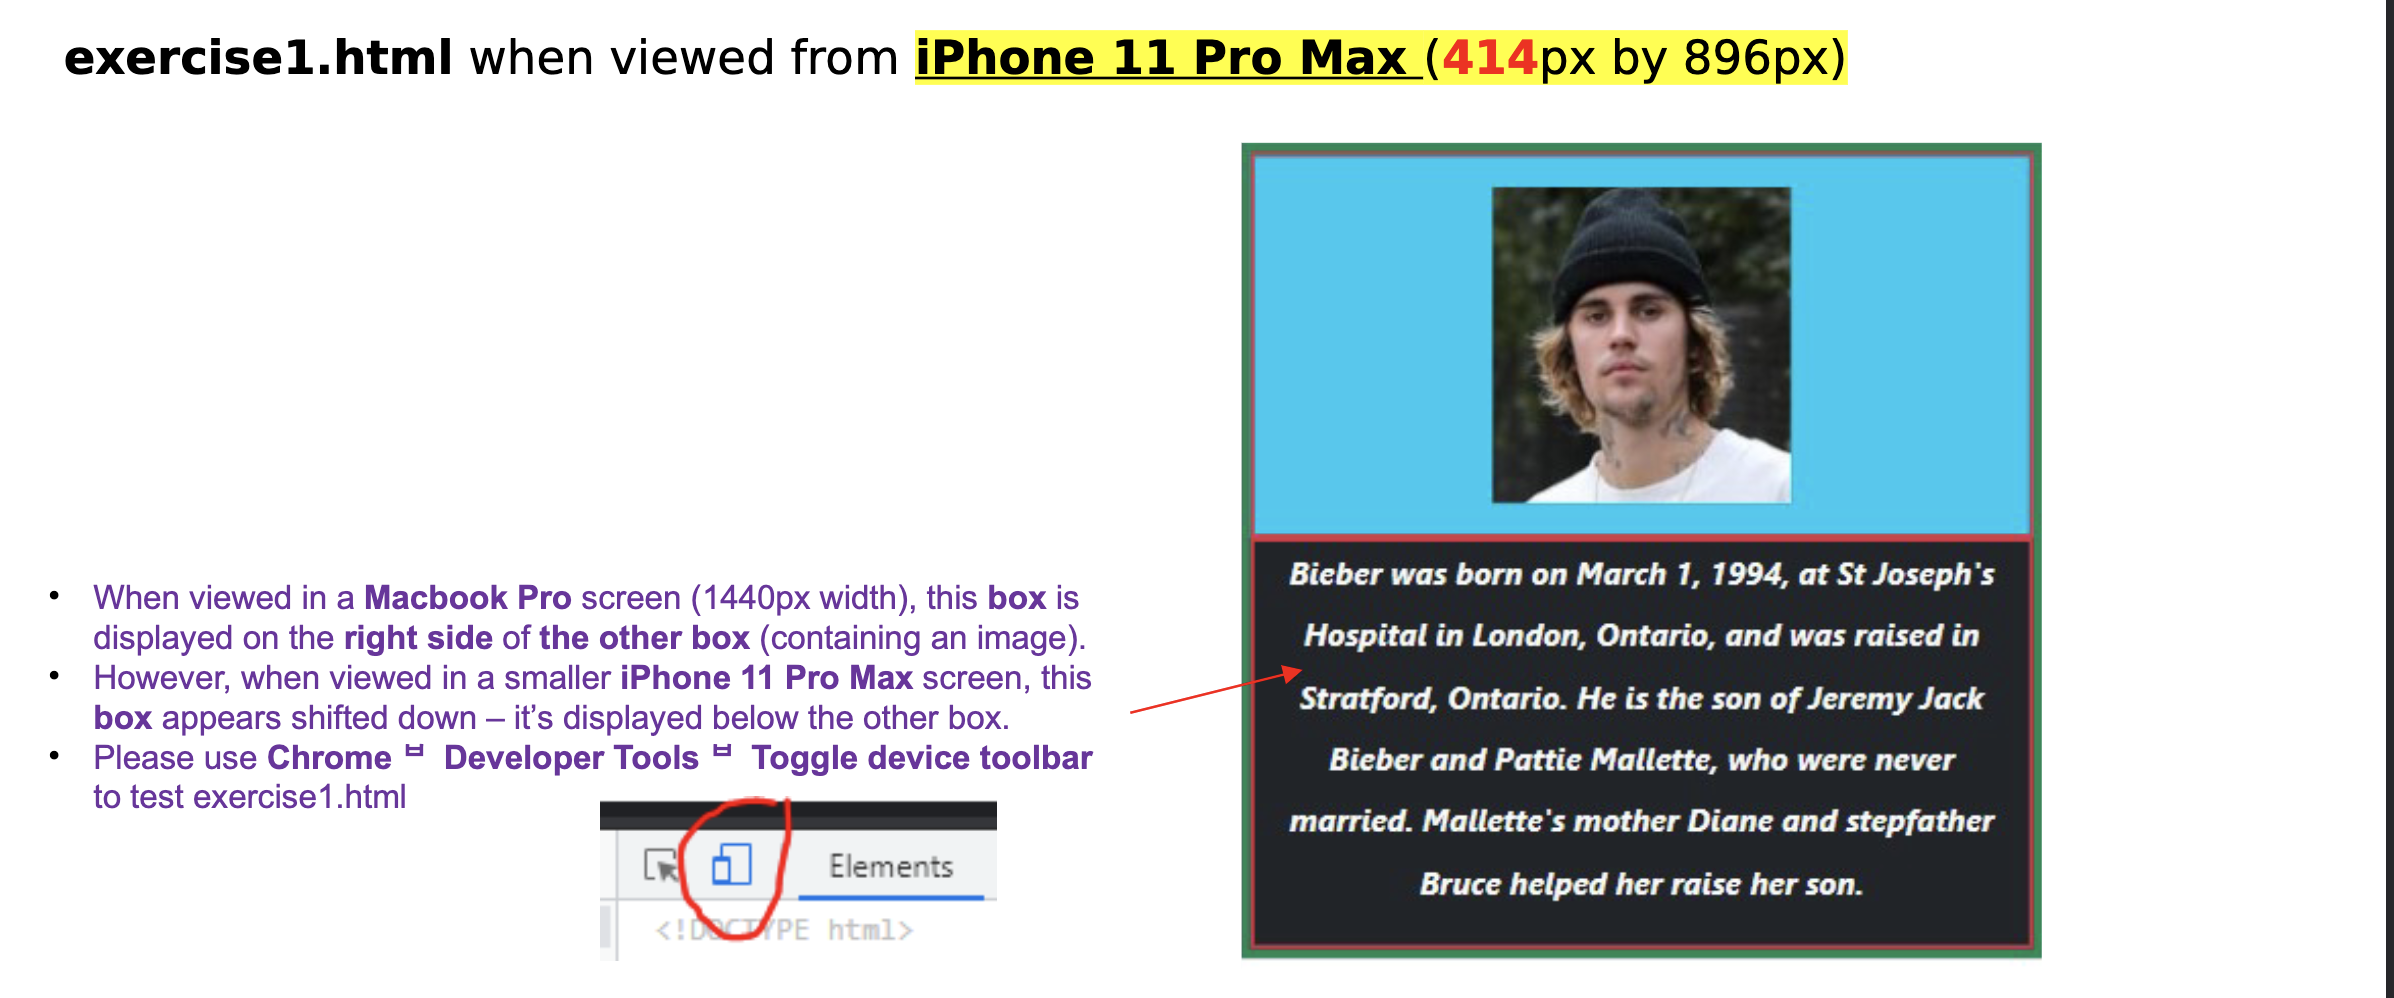 exercise1.html when viewed from iPhone 11 Pro Max (414px by 896px)
• When viewed in a Macbook Pro screen (1440px width), this box is
displayed on the right side of the other box (containing an image).
• However, when viewed in a smaller iPhone 11 Pro Max screen, this
box appears shifted down – it’s displayed below the other box.
• Please use Chrome Developer Tools Toggle device toolbar
to test exercise1.html
Elements
<!DOCTYPE html>
Bieber was born on March 1, 1994, at St Joseph's
Hospital in London, Ontario, and was raised in
Stratford, Ontario. He is the son of Jeremy Jack
Bieber and Pattie Mallette, who were never
married. Mallette's mother Diane and stepfather
Bruce helped her raise her son.